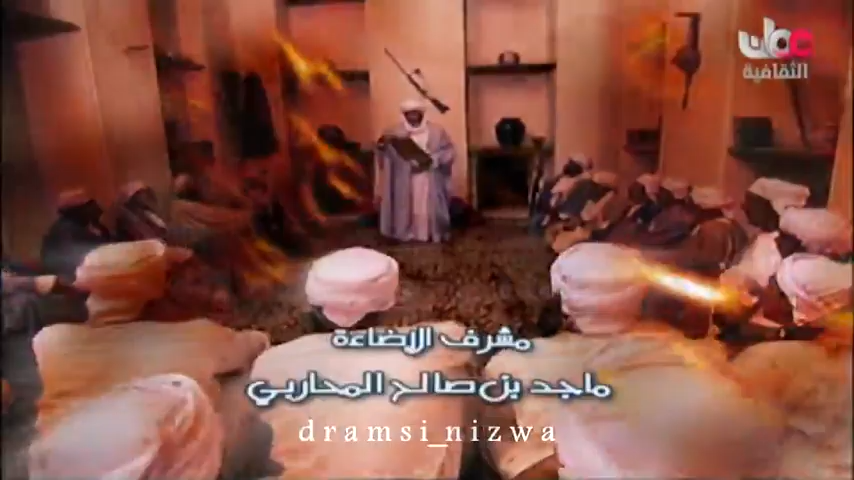 عمان
الثقافية
مشرف الإضاءة
ماجد بن صالح المحاربي
dramsi_nizwa